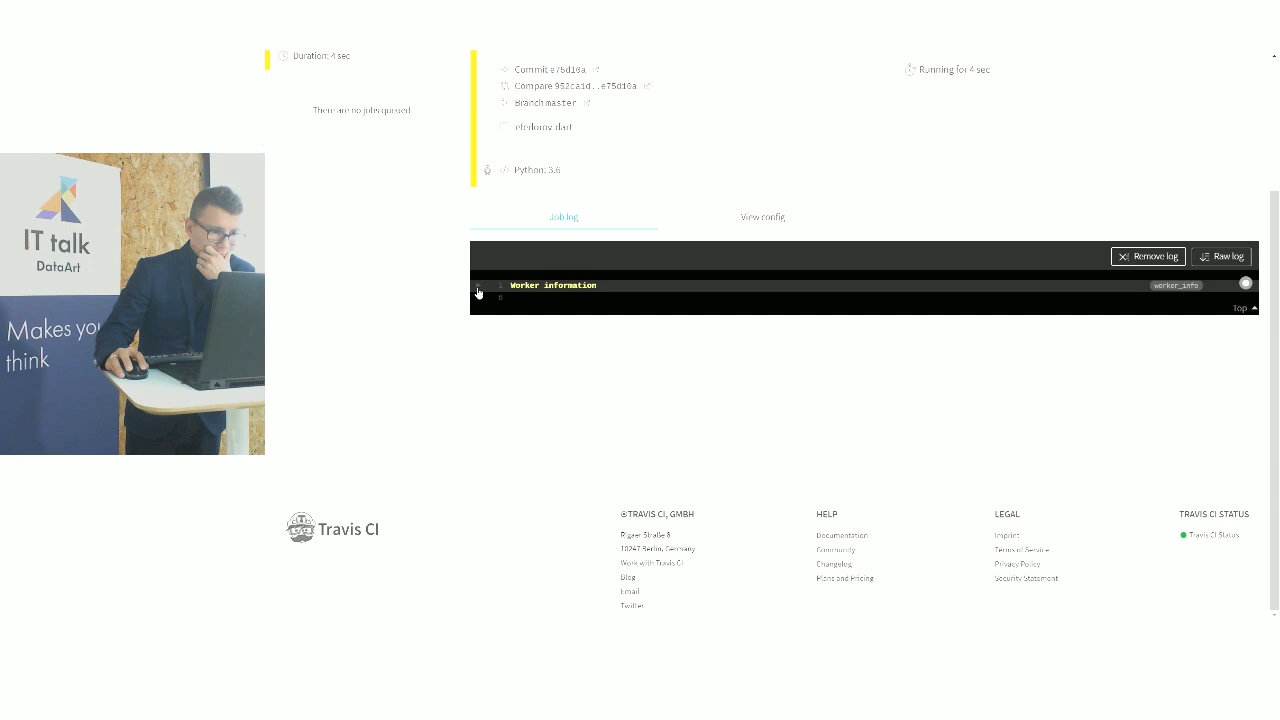 Duration: 4 sec
There are no jobs queued
Commit e75d10a
Compare 952ca1d..e75d10a
Branch master
efedorov-dart
Python: 3.6
Running for 4 sec
Job log
View config
Remove log
Raw log
1 Worker information
worker_info
6
Top
IT talk
DataArt
Makes you
think
Travis CI
©TRAVIS CI, GMBH
Rigaer Straße 8
10247 Berlin, Germany
Work with Travis CI
Blog
Email
Twitter
HELP
Documentation
Community
Changelog
Plans and Pricing
LEGAL
Imprint
Terms of Service
Privacy Policy
Security Statement
TRAVIS CI STATUS
Travis CI Status